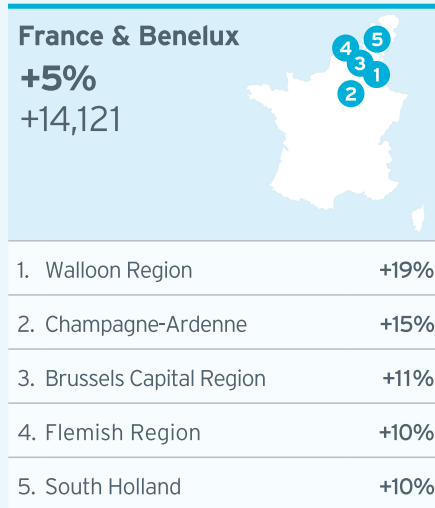 France & Benelux
+5%
+14,121
4
5
3
1
2
1. Walloon Region +19%
2. Champagne-Ardenne +15%
3. Brussels Capital Region +11%
4. Flemish Region +10%
5. South Holland +10%